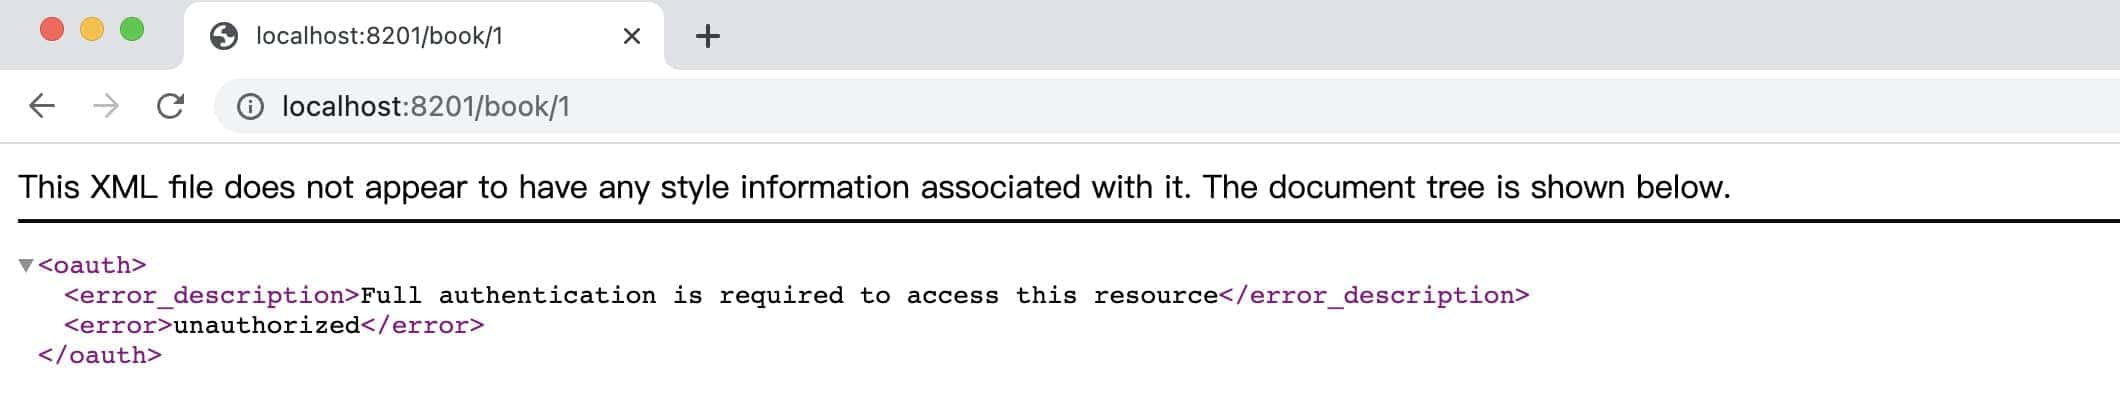 localhost:8201/book/1
localhost:8201/book/1
This XML file does not appear to have any style information associated with it. The document tree is shown below.
<oauth>
<error_description>Full authentication is required to access this resource</error_description>
<error>unauthorized</error>
</oauth>